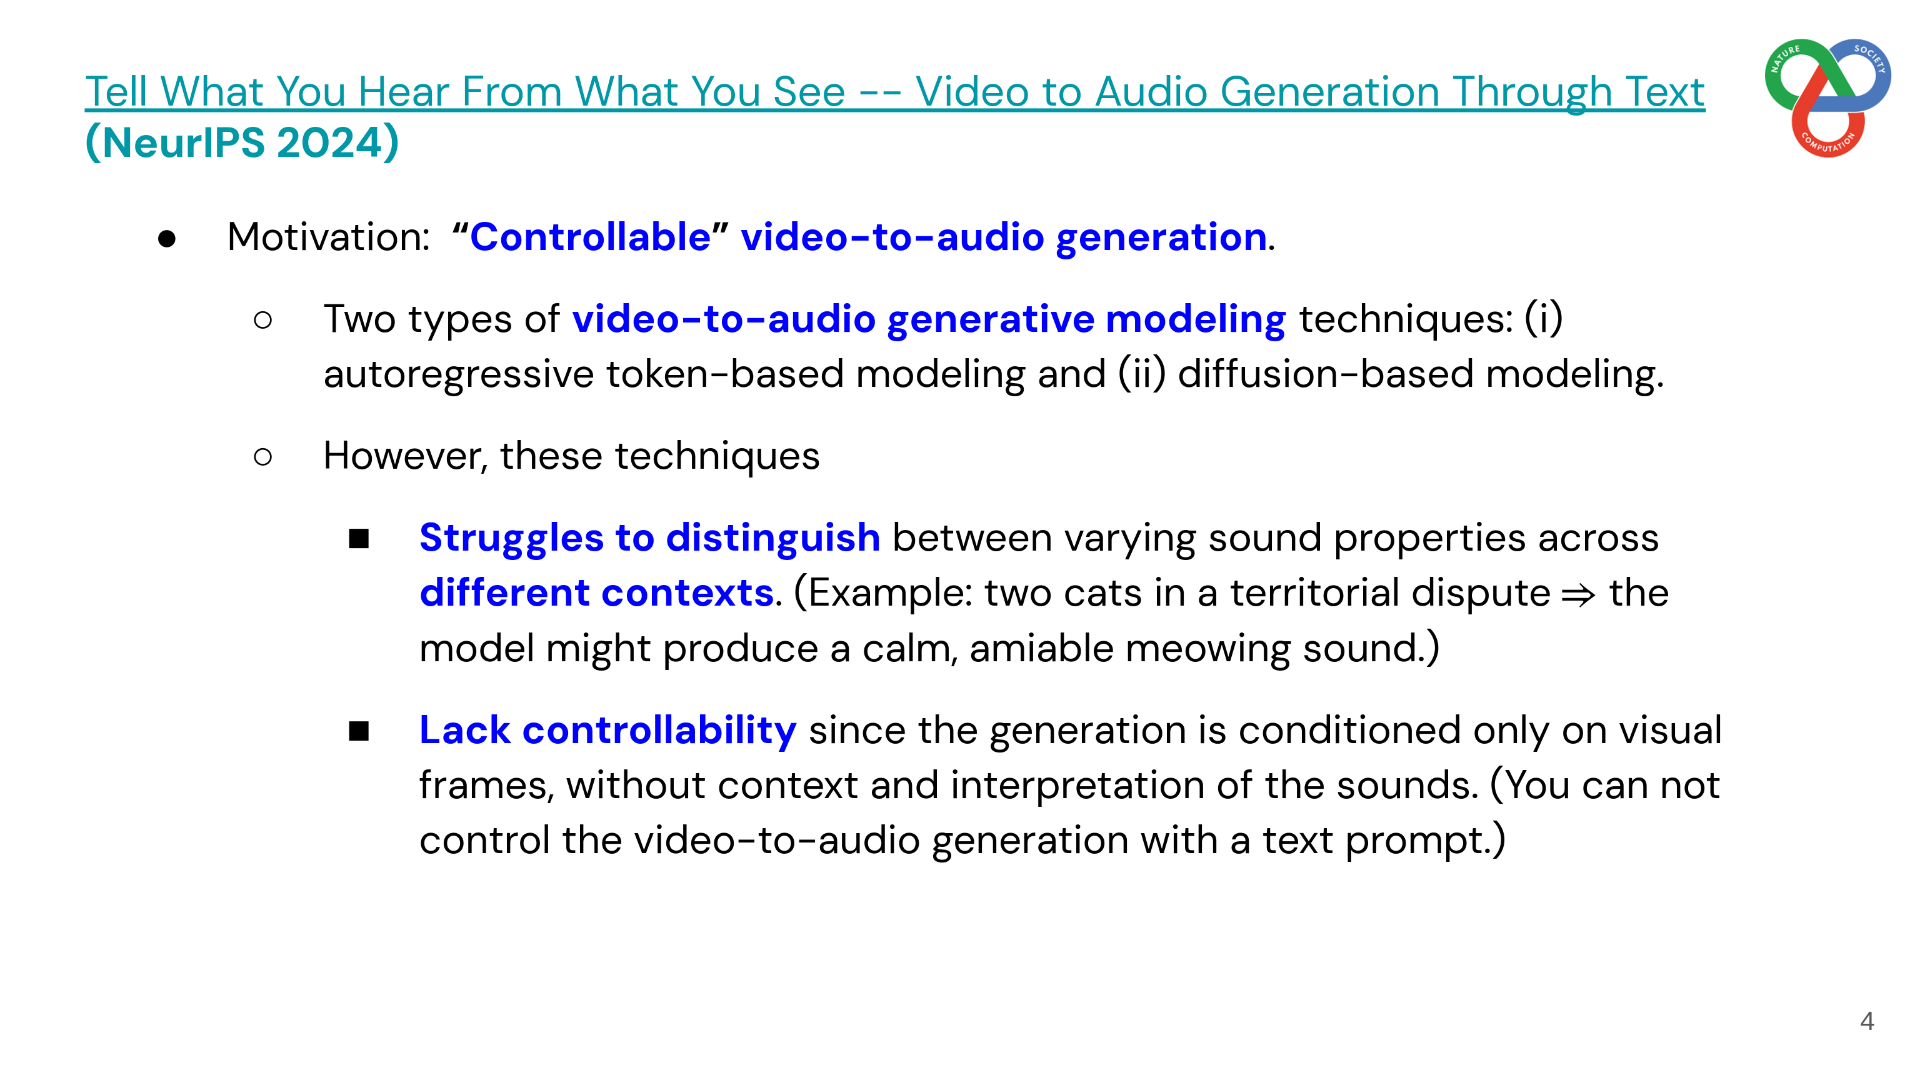 Tell What You Hear From What You See -- Video to Audio Generation Through Text
(NeurIPS 2024)
NATURE
SOCIETY
COMPUTATION
● Motivation:  “Controllable” video-to-audio generation.
○ Two types of video-to-audio generative modeling techniques: (i)
autoregressive token-based modeling and (ii) diffusion-based modeling.
○ However, these techniques
■ Struggles to distinguish between varying sound properties across
different contexts. (Example: two cats in a territorial dispute ⇒ the
model might produce a calm, amiable meowing sound.)
■ Lack controllability since the generation is conditioned only on visual
frames, without context and interpretation of the sounds. (You can not
control the video-to-audio generation with a text prompt.)
4